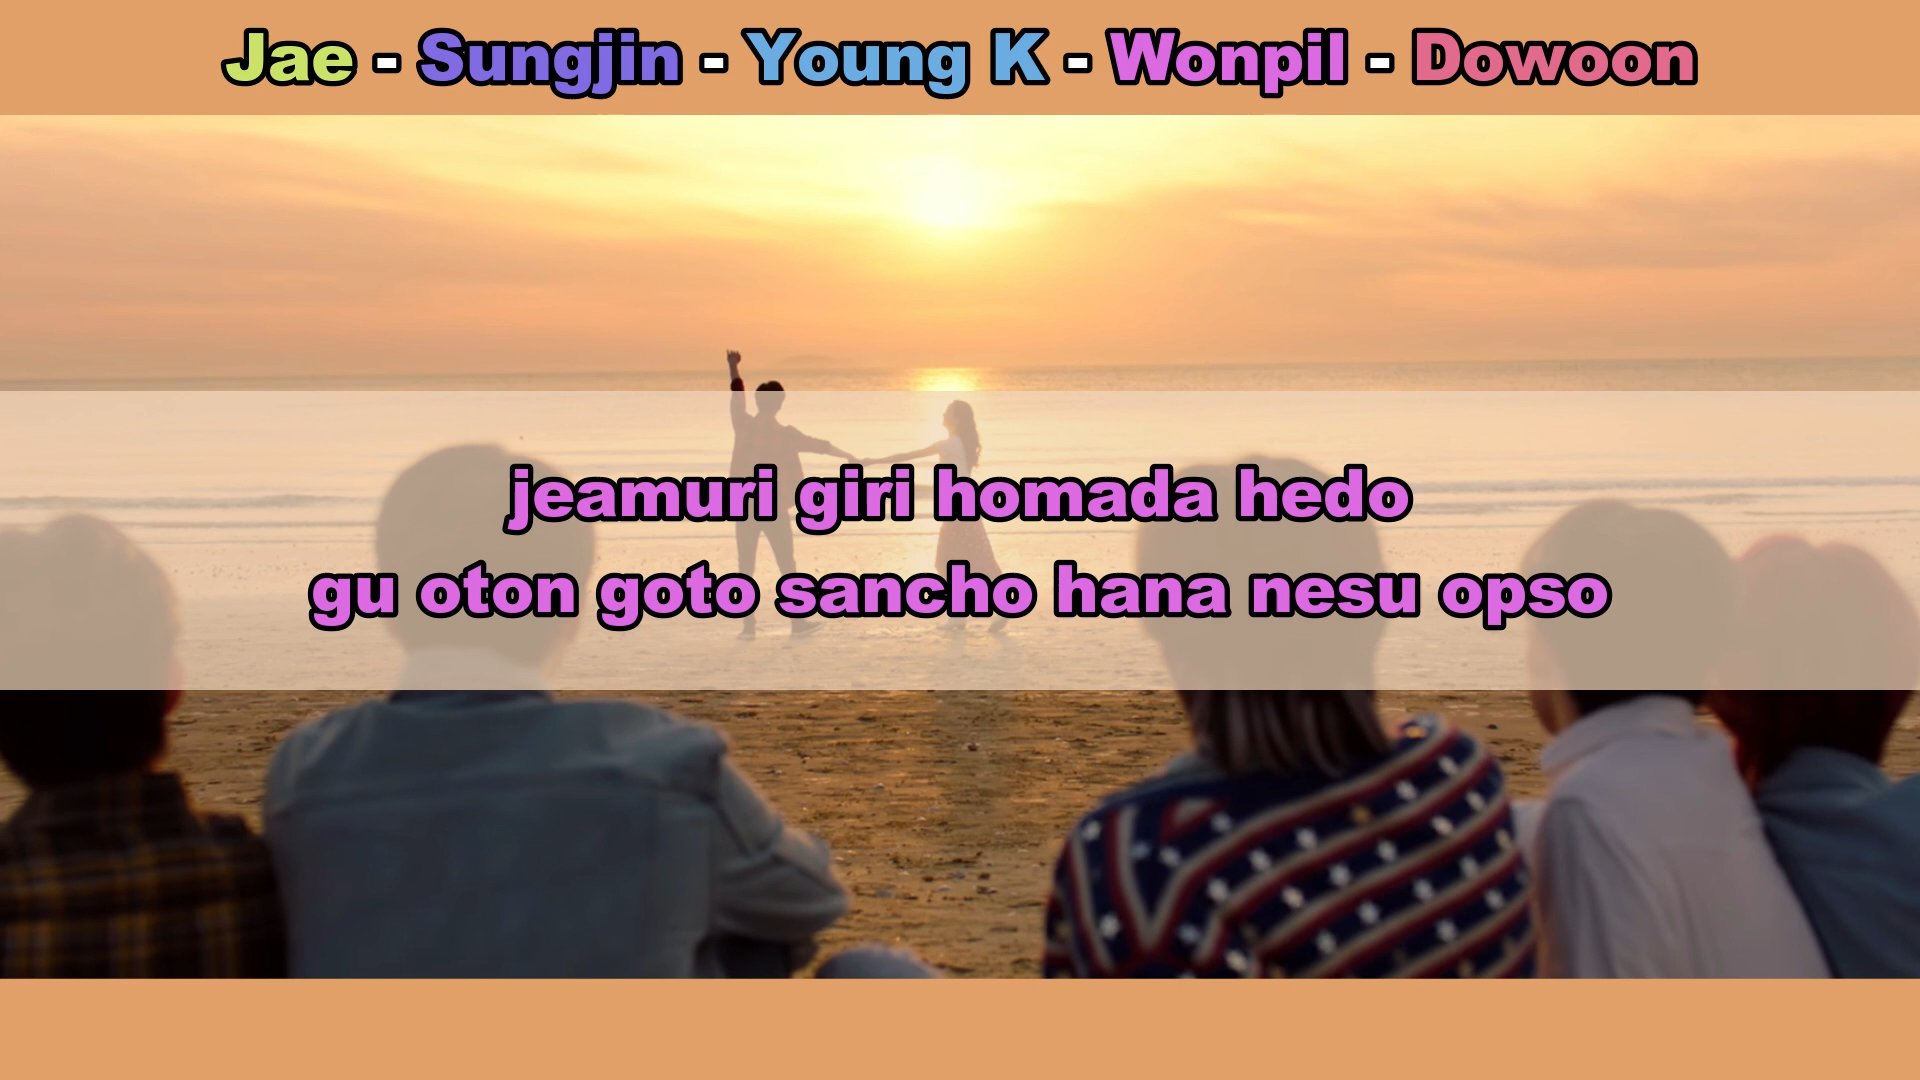 Jae - Sungjin - Young K - Wonpil - Dowoon
jeamuri giri homada hedo
gu oton goto sancho hana nesu opso